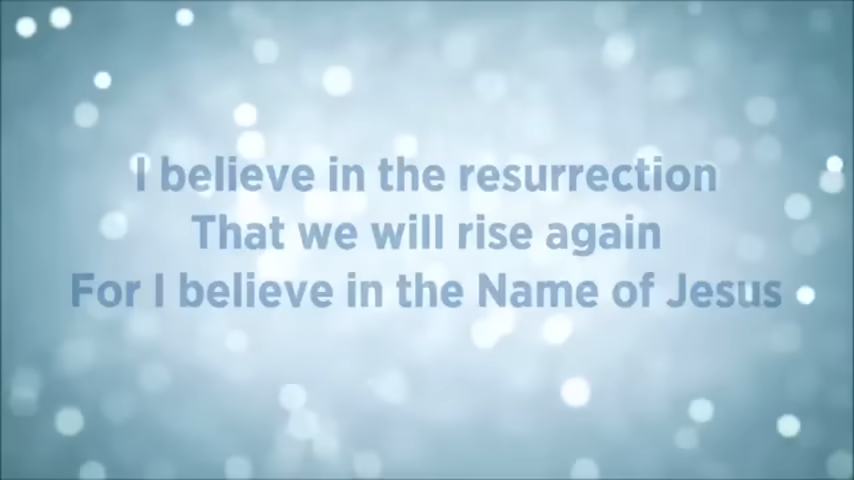 I believe in the resurrection
That we will rise again
For I believe in the Name of Jesus